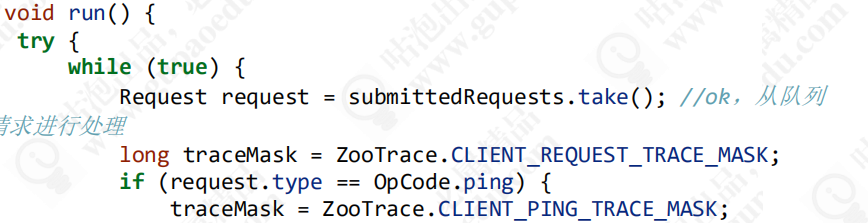 void run() {
try {
while (true) {
Request request = submittedRequests.take(); //ok，从队列
请求进行处理
long traceMask = ZooTrace.CLIENT_REQUEST_TRACE_MASK;
if (request.type == OpCode.ping) {
traceMask = ZooTrace.CLIENT_PING_TRACE_MASK;